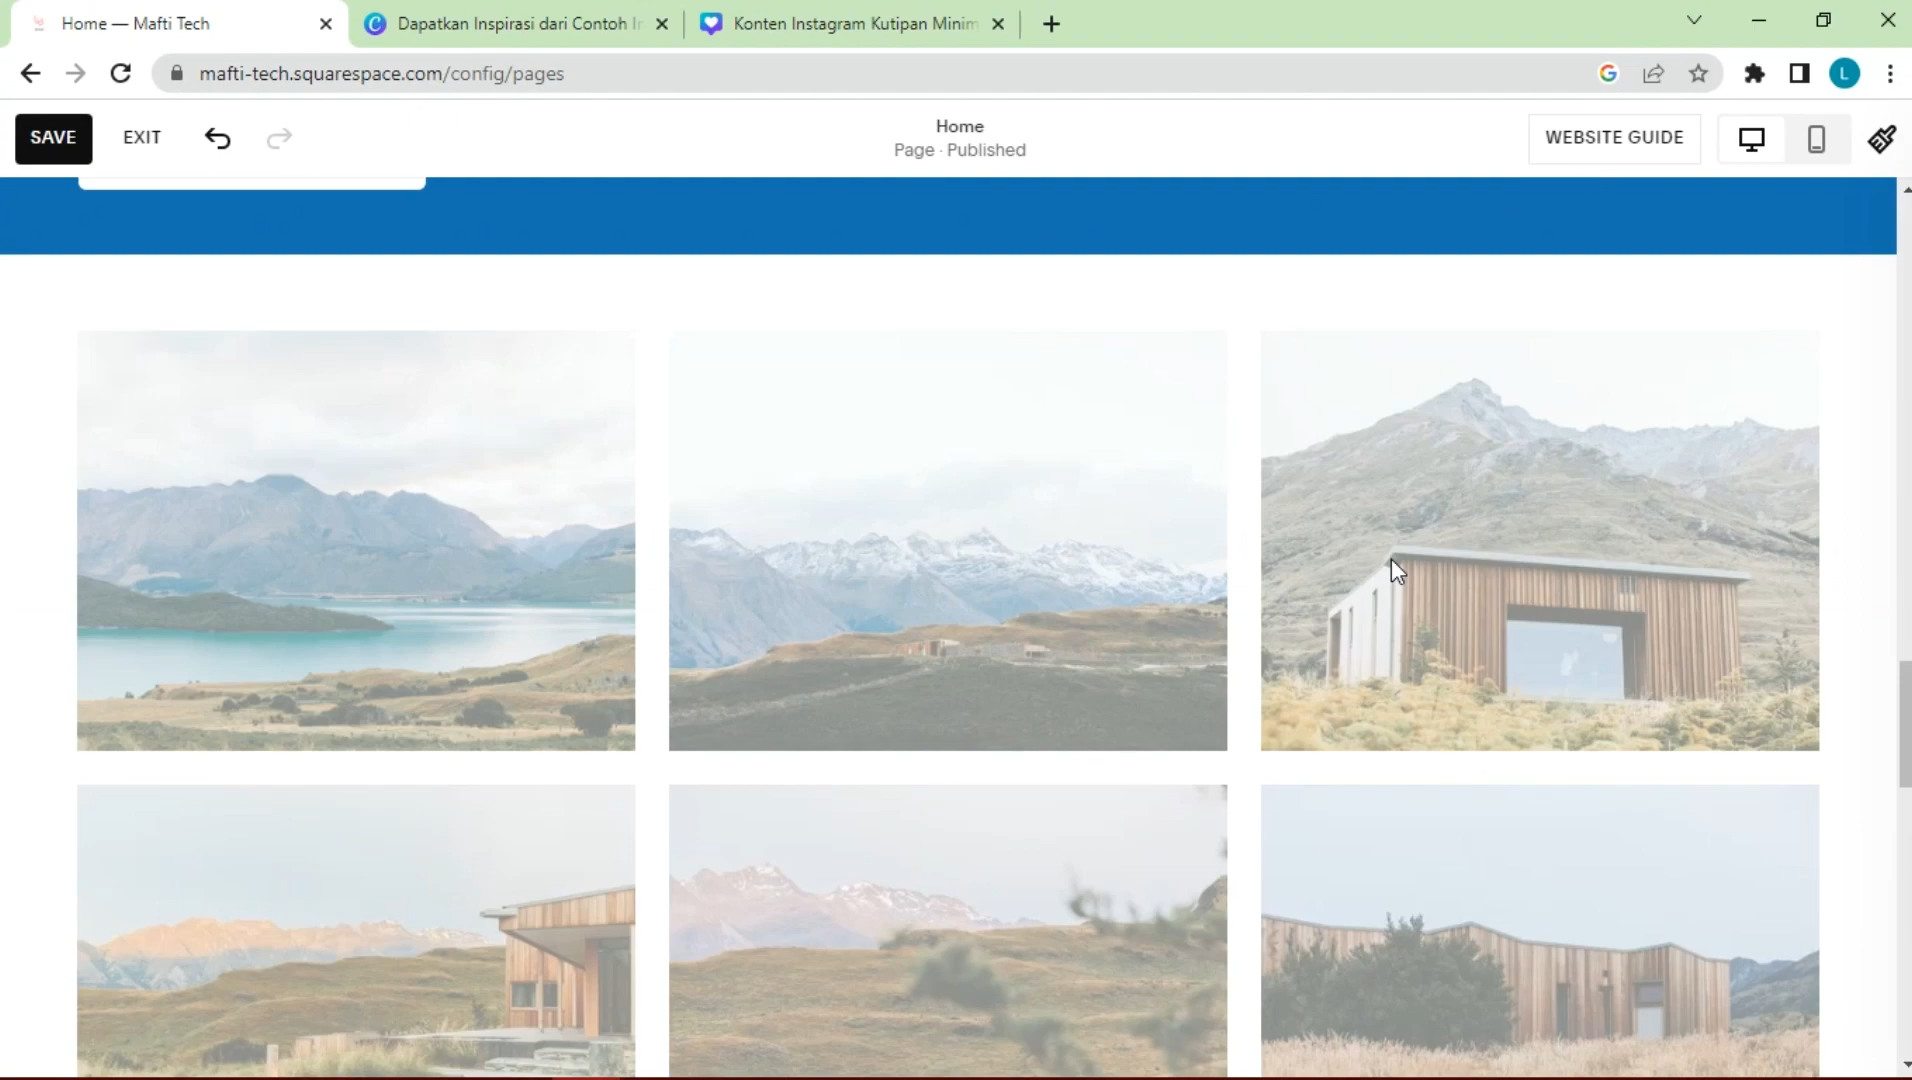 Home — Mafti Tech
Dapatkan Inspirasi dari Contoh In
Konten Instagram Kutipan Minim
mafti-tech.squarespace.com/config/pages
L
SAVE
EXIT
Home
Page · Published
WEBSITE GUIDE